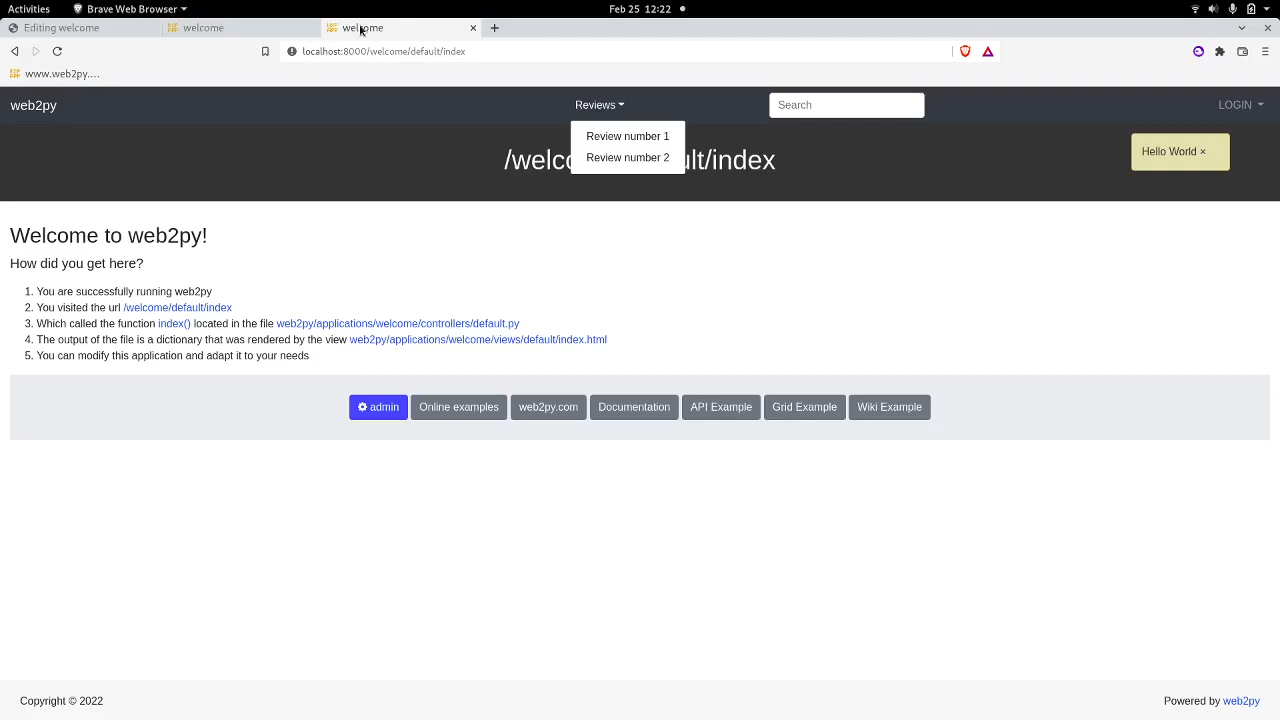 Activities
Brave Web Browser
Feb 25 12:22
Editing welcome
welcome
welcome
localhost:8000/welcome/default/index
www.web2py....
web2py
Reviews
Search
LOGIN
Review number 1
Review number 2
/welco
ult/index
Hello World ×
Welcome to web2py!
How did you get here?
1. You are successfully running web2py
2. You visited the url /welcome/default/index
3. Which called the function index() located in the file web2py/applications/welcome/controllers/default.py
4. The output of the file is a dictionary that was rendered by the view web2py/applications/welcome/views/default/index.html
5. You can modify this application and adapt it to your needs
admin
Online examples
web2py.com
Documentation
API Example
Grid Example
Wiki Example
Copyright © 2022
Powered by web2py